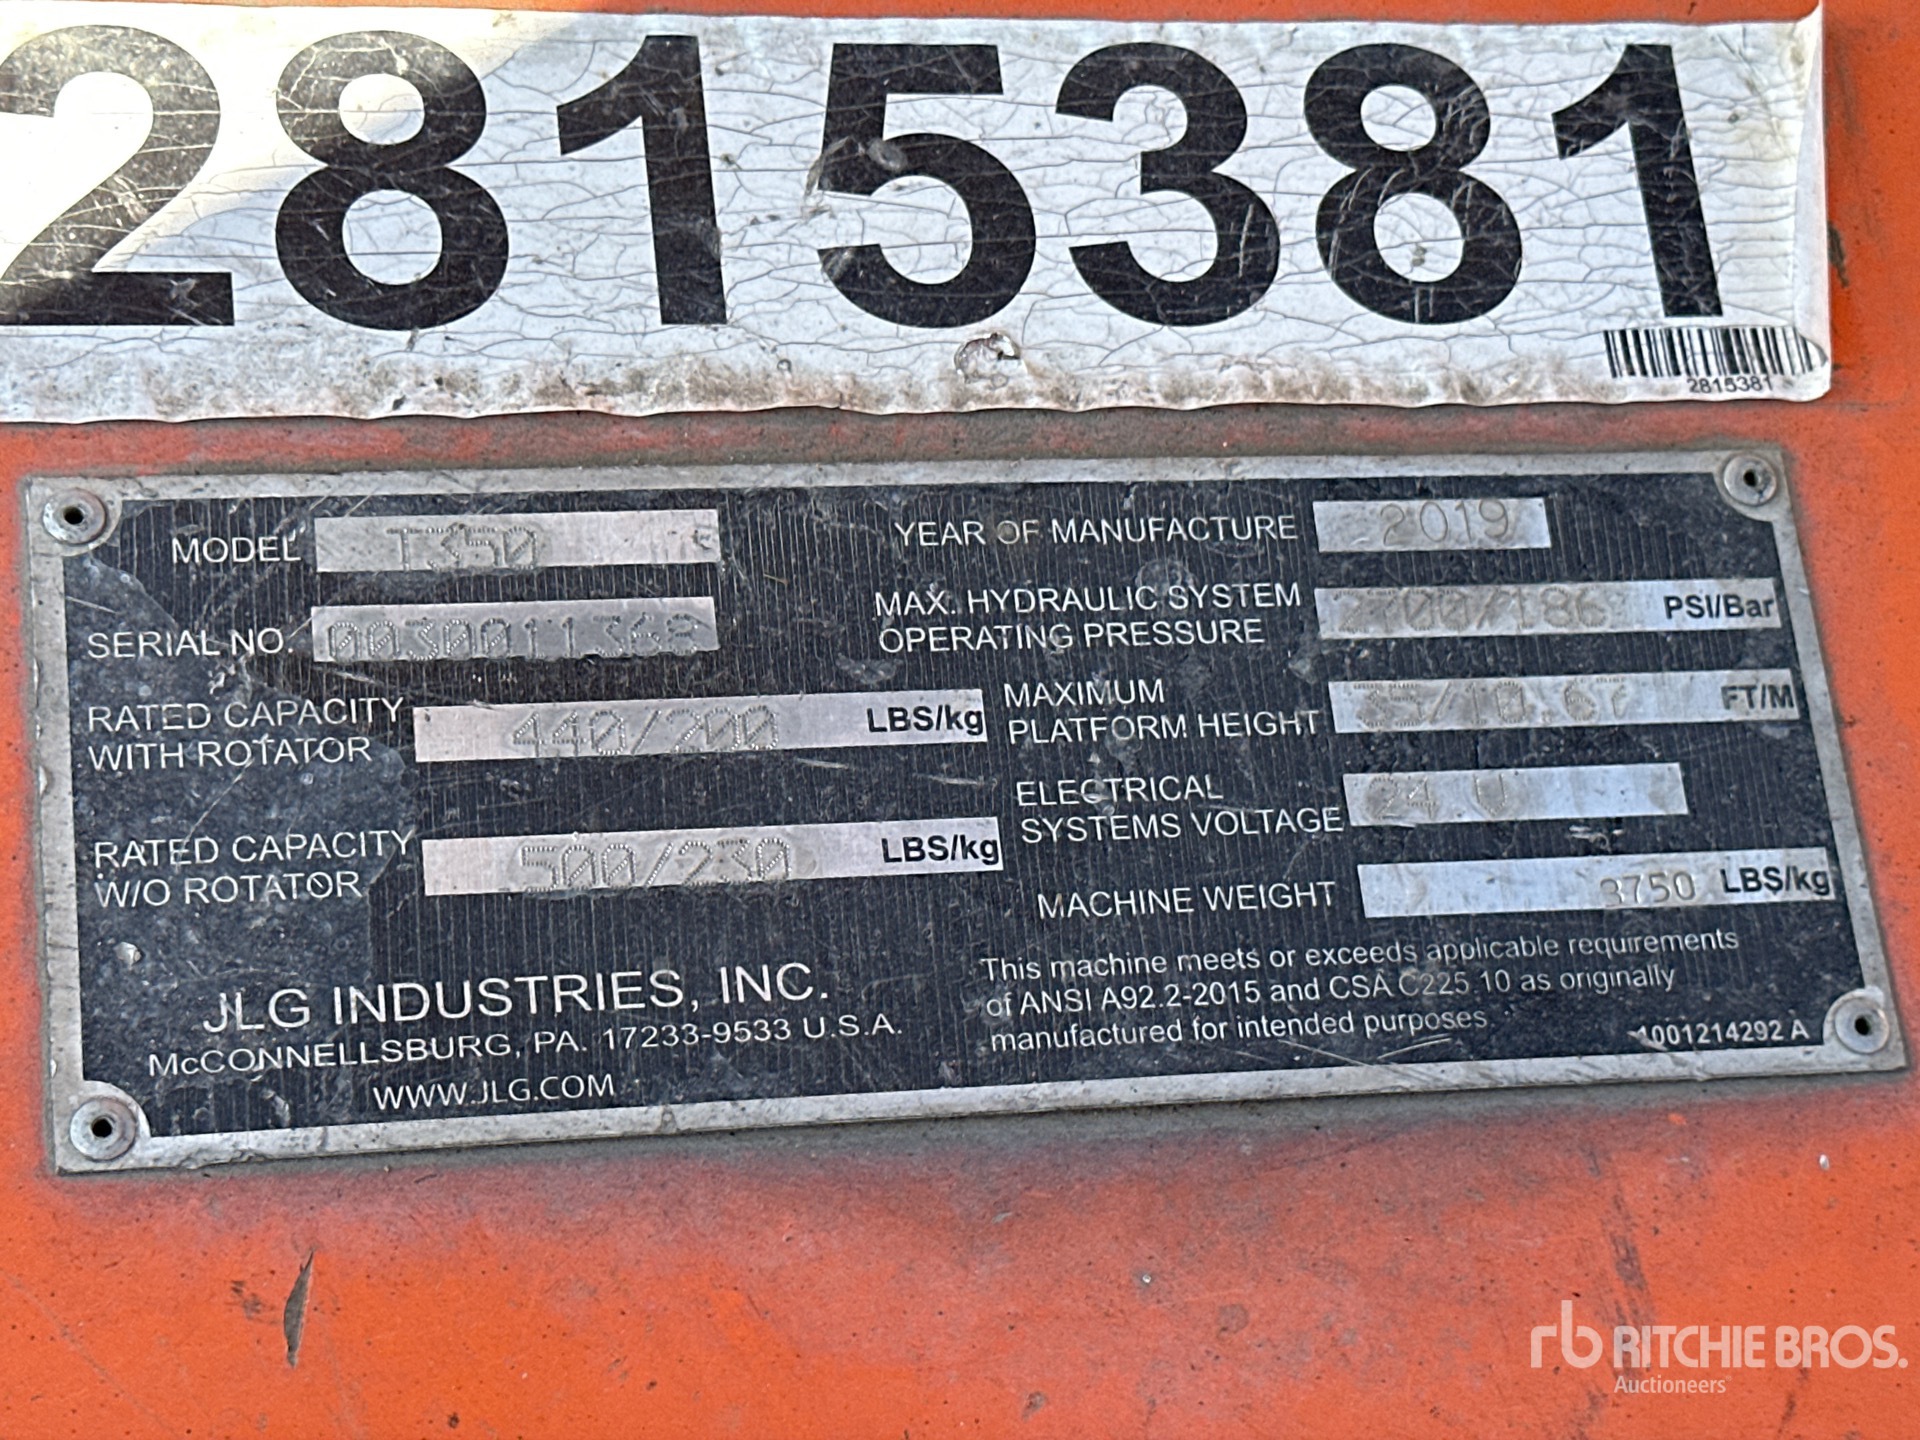 2815381
2815381
MODEL T350
SERIAL NO. 0030011368
RATED CAPACITY
WITH ROTATOR 440/200 LBS/kg
RATED CAPACITY
W/O ROTATOR 500/230 LBS/kg
JLG INDUSTRIES, INC.
McCONNELLSBURG, PA. 17233-9533 U.S.A.
WWW.JLG.COM
YEAR OF MANUFACTURE 2019
MAX. HYDRAULIC SYSTEM
OPERATING PRESSURE PSI/Bar
MAXIMUM
PLATFORM HEIGHT FT/M
ELECTRICAL
SYSTEMS VOLTAGE 24 V
MACHINE WEIGHT 3750 LBS/kg
This machine meets or exceeds applicable requirements
of ANSI A92.2-2015 and CSA C225.10 as originally
manufactured for intended purposes
1001214292 A
rb RITCHIE BROS.
Auctioneers